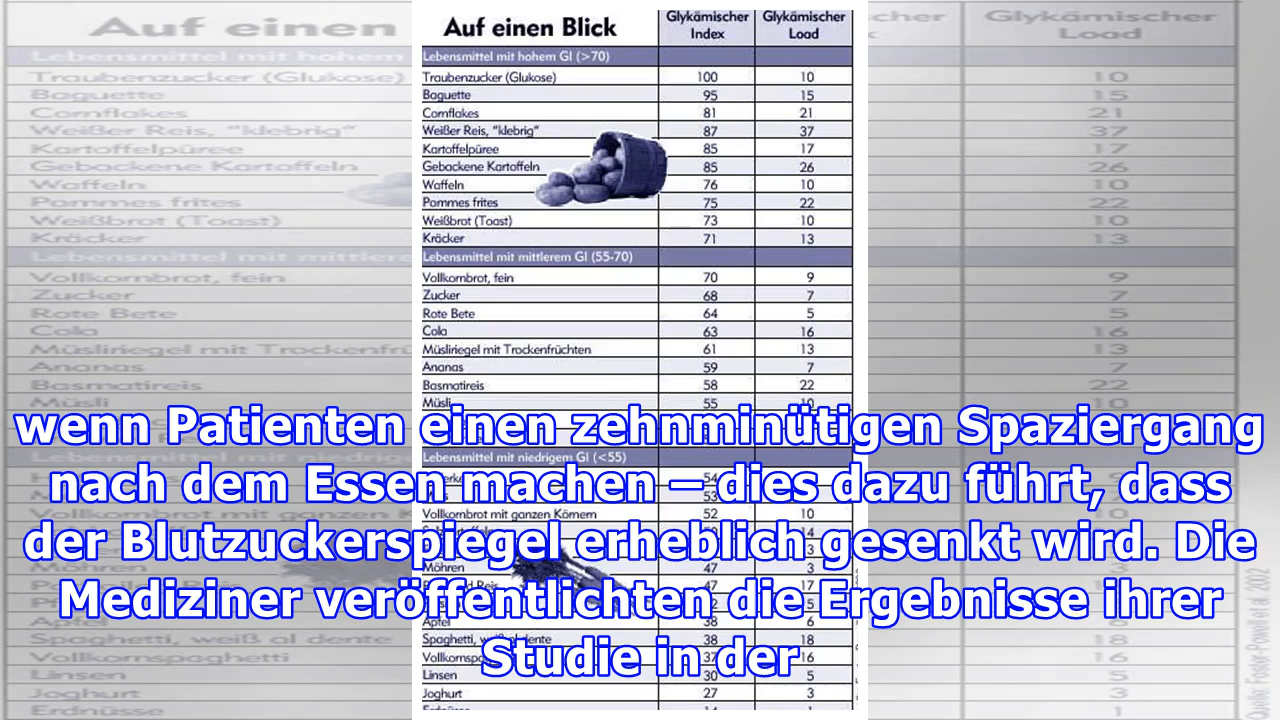 Auf einen Blick Glykämischer Index Glykämischer Load
Lebensmittel mit hohem GI (>70)
Traubenzucker (Glukose) 100 10
Baguette 95 15
Cornflakes 81 21
Weißer Reis, "klebrig" 87 37
Kartoffelpüree 85 17
Gebackene Kartoffeln 85 26
Waffeln 76 10
Pommes frites 75 22
Weißbrot (Toast) 73 10
Kräcker 71 13
Lebensmittel mit mittlerem GI (55-70)
Vollkornbrot, fein 70 9
Zucker 68 7
Rote Bete 64 5
Cola 63 16
Müsliriegel mit Trockenfrüchten 61 13
Ananas 59 7
Basmatireis 58 22
Müsli 55 10
wenn Patienten einen zehnminütigen Spaziergang
Lebensmittel mit niedrigem GI (<55)
nach dem Essen machen – dies dazu führt, dass
Vollkornbrot mit ganzen Körnern 52 10
der Blutzuckerspiegel erheblich gesenkt wird. Die
Möhren 47 3
Mediziner veröffentlichten die Ergebnisse ihrer
Äpfel 38 6
Spaghetti, weiß al dente 38 18
Studie in der
Linsen 30 5
Joghurt 27 3